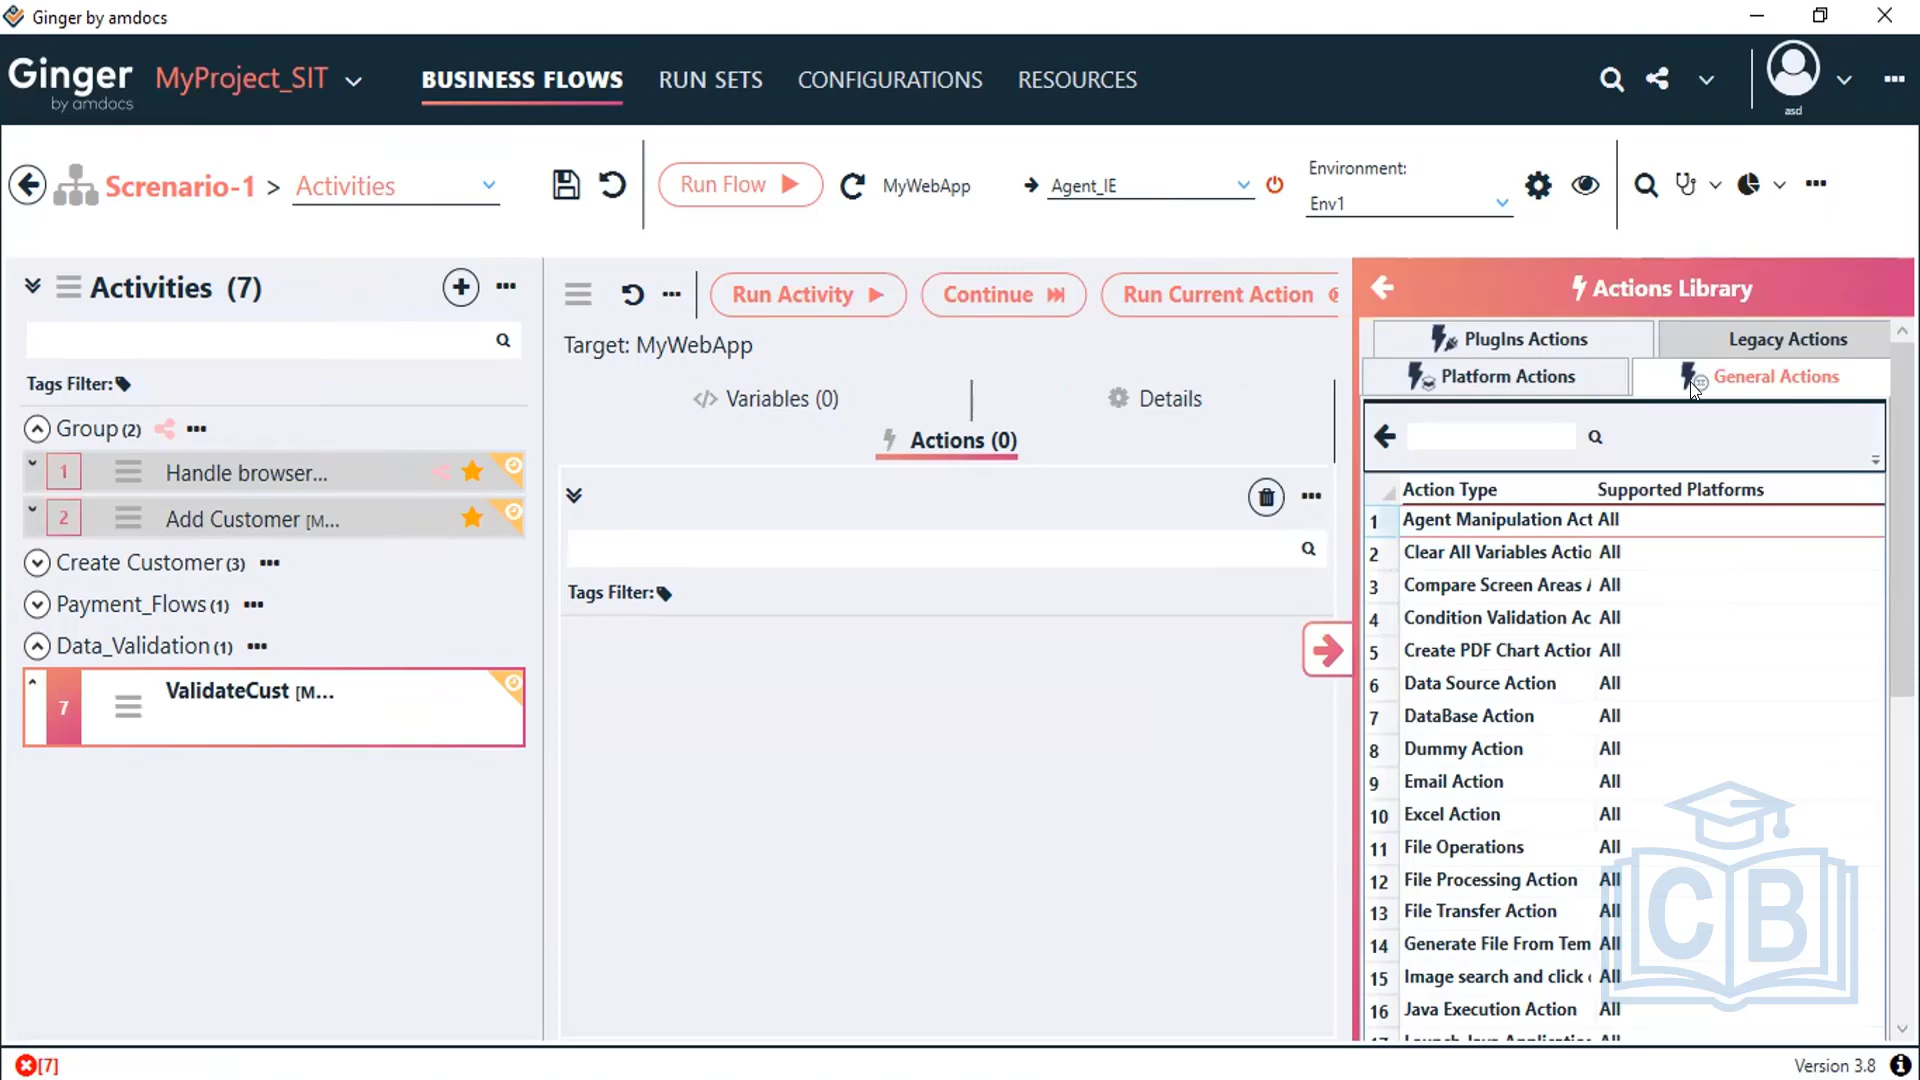 Ginger by amdocs
Ginger by amdocs
MyProject_SIT
BUSINESS FLOWS
RUN SETS
CONFIGURATIONS
RESOURCES
asd
Screnario-1 > Activities
Run Flow
MyWebApp
Agent_IE
Environment:
Env1
Activities (7)
Tags Filter:
Group (2)
1 Handle browser...
2 Add Customer [M...
Create Customer (3)
Payment_Flows (1)
Data_Validation (1)
7 ValidateCust [M...
Run Activity
Continue
Run Current Action
Target: MyWebApp
</> Variables (0)
Details
Actions (0)
Tags Filter:
Actions Library
PlugIns Actions
Legacy Actions
Platform Actions
General Actions
Action Type Supported Platforms
1 Agent Manipulation Act All
2 Clear All Variables Actio All
3 Compare Screen Areas All
4 Condition Validation Ac All
5 Create PDF Chart Action All
6 Data Source Action All
7 DataBase Action All
8 Dummy Action All
9 Email Action All
10 Excel Action All
11 File Operations All
12 File Processing Action All
13 File Transfer Action All
14 Generate File From Tem All
15 Image search and click All
16 Java Execution Action All
CB
[7]
Version 3.8